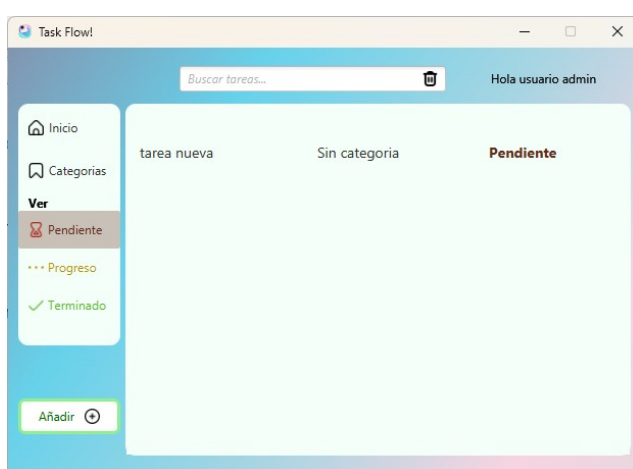 Task Flow!
Buscar tareas...
Hola usuario admin
Inicio
Categorias
Ver
Pendiente
Progreso
Terminado
Añadir
tarea nueva Sin categoria Pendiente